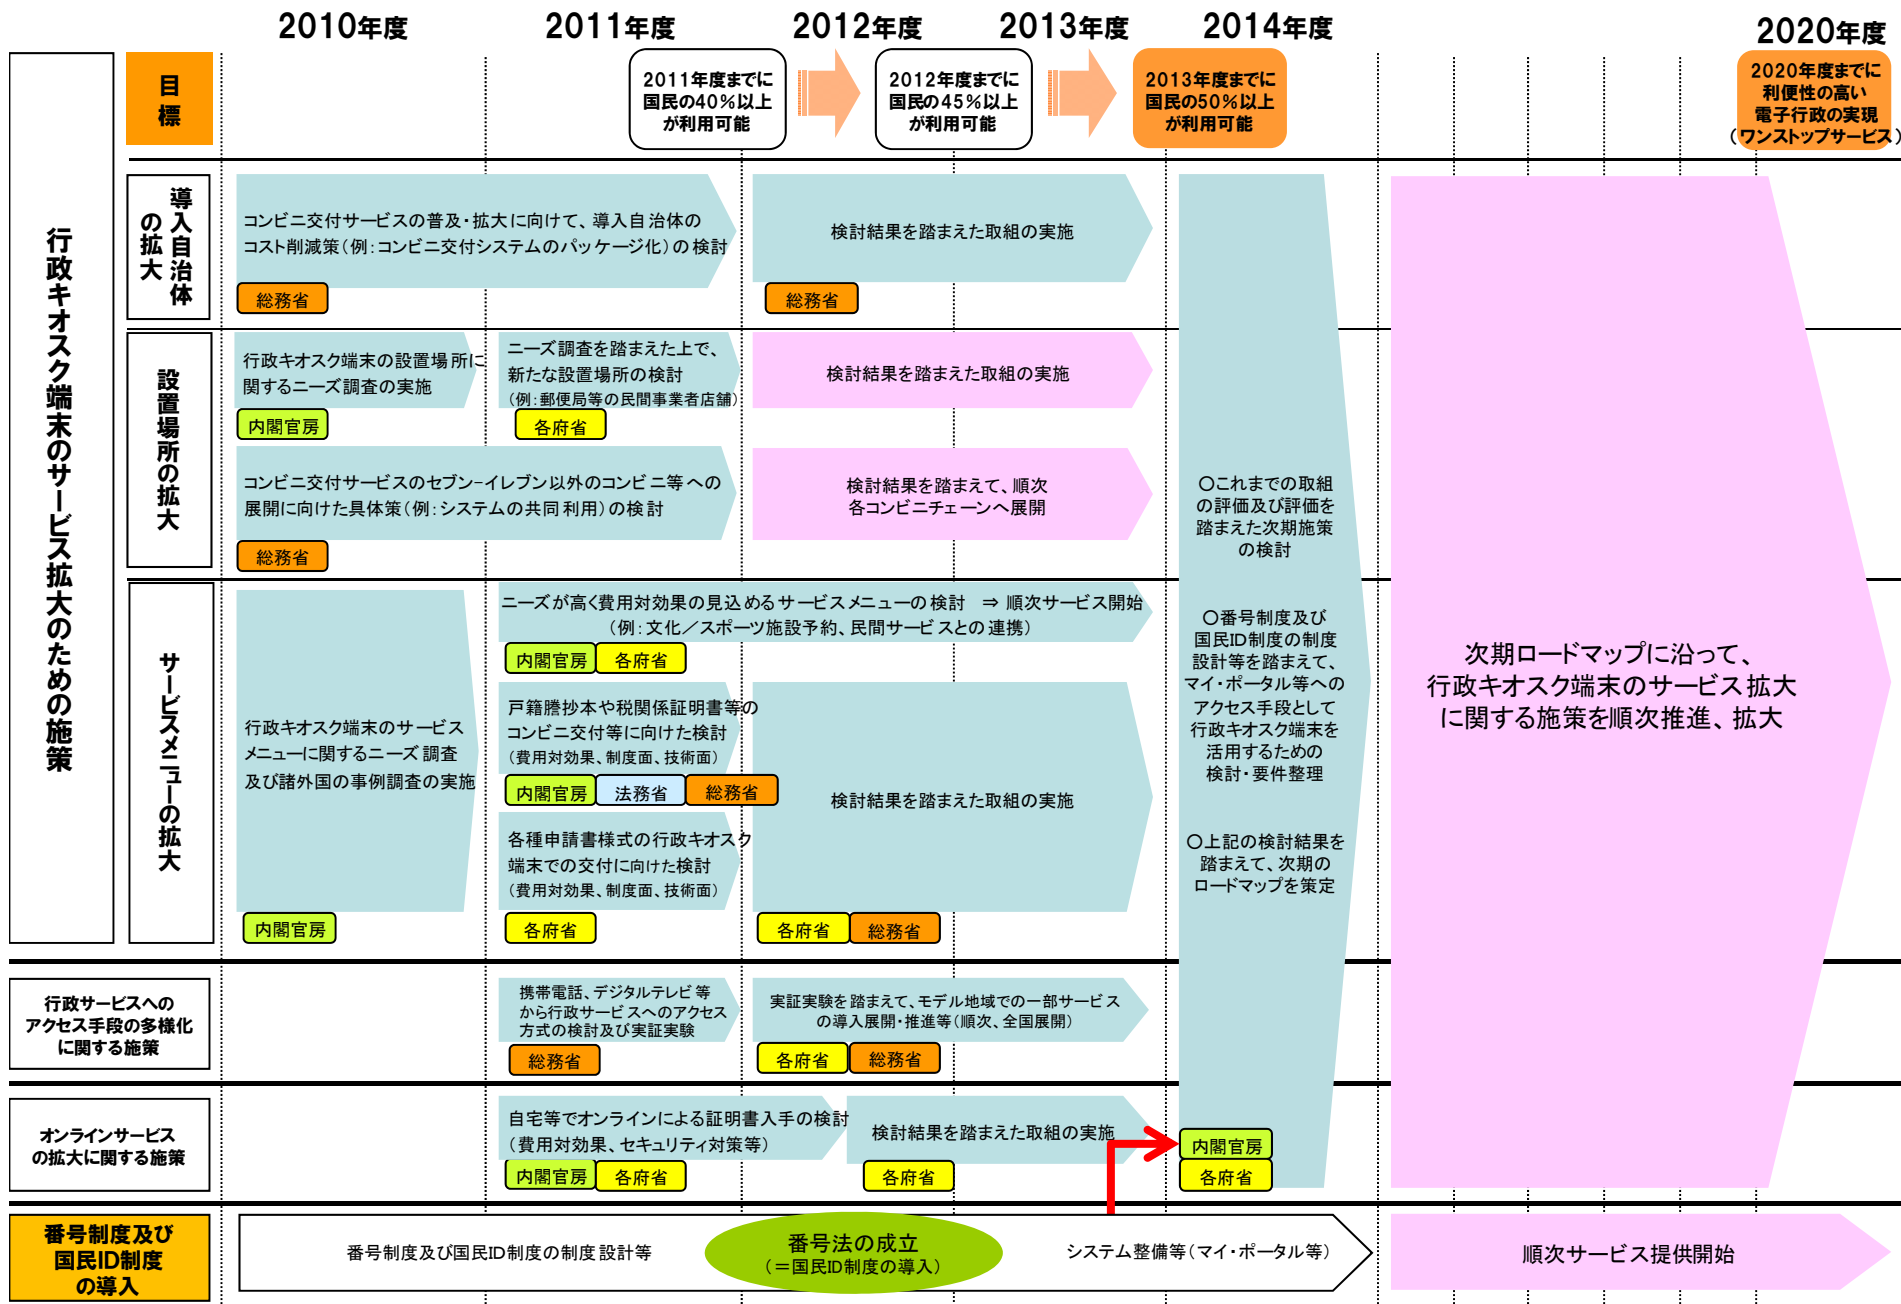 2010年度
2011年度
2012年度
2013年度
2014年度
2020年度
目
標
2011年度までに
国民の40%以上
が利用可能
2012年度までに
国民の45%以上
が利用可能
2013年度までに
国民の50%以上
が利用可能
2020年度までに
利便性の高い
電子行政の実現
(ワンストップサービス)
行政キオスク端末のサービス拡大のための施策
導入自治体
の拡大
コンビニ交付サービスの普及・拡大に向けて、導入自治体の
コスト削減策(例:コンビニ交付システムのパッケージ化)の検討
総務省
検討結果を踏まえた取組の実施
総務省
設置場所の拡大
行政キオスク端末の設置場所に
関するニーズ調査の実施
内閣官房
ニーズ調査を踏まえた上で、
新たな設置場所の検討
(例:郵便局等の民間事業者店舗)
各府省
検討結果を踏まえた取組の実施
コンビニ交付サービスのセブン-イレブン以外のコンビニ等への
展開に向けた具体策(例:システムの共同利用)の検討
総務省
検討結果を踏まえて、順次
各コンビニチェーンへ展開
サービスメニューの拡大
行政キオスク端末のサービス
メニューに関するニーズ調査
及び諸外国の事例調査の実施
内閣官房
ニーズが高く費用対効果の見込めるサービスメニューの検討 ⇒ 順次サービス開始
(例:文化/スポーツ施設予約、民間サービスとの連携)
内閣官房
各府省
戸籍謄抄本や税関係証明書等の
コンビニ交付等に向けた検討
(費用対効果、制度面、技術面)
内閣官房
法務省
総務省
各種申請書様式の行政キオスク
端末での交付に向けた検討
(費用対効果、制度面、技術面)
各府省
検討結果を踏まえた取組の実施
各府省
総務省
○これまでの取組
の評価及び評価を
踏まえた次期施策
の検討
○番号制度及び
国民ID制度の制度
設計等を踏まえて、
マイ・ポータル等への
アクセス手段として
行政キオスク端末を
活用するための
検討・要件整理
○上記の検討結果を
踏まえて、次期の
ロードマップを策定
内閣官房
各府省
次期ロードマップに沿って、
行政キオスク端末のサービス拡大
に関する施策を順次推進、拡大
行政サービスへの
アクセス手段の多様化
に関する施策
携帯電話、デジタルテレビ等
から行政サービスへのアクセス
方式の検討及び実証実験
総務省
実証実験を踏まえて、モデル地域での一部サービス
の導入展開・推進等(順次、全国展開)
各府省
総務省
オンラインサービス
の拡大に関する施策
自宅等でオンラインによる証明書入手の検討
(費用対効果、セキュリティ対策等)
内閣官房
各府省
検討結果を踏まえた取組の実施
各府省
番号制度及び
国民ID制度
の導入
番号制度及び国民ID制度の制度設計等
番号法の成立
(=国民ID制度の導入)
システム整備等(マイ・ポータル等)
順次サービス提供開始